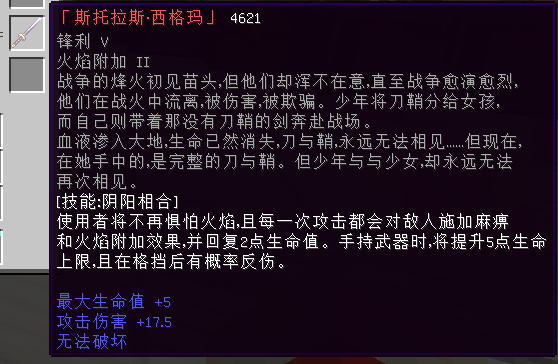 「斯托拉斯·西格玛」 4621
锋利 V
火焰附加 II
战争的烽火初见苗头,但他们却浑不在意,直至战争愈演愈烈,
他们在战火中流离,被伤害,被欺骗。少年将刀鞘分给女孩,
而自己则带着那没有刀鞘的剑奔赴战场。
血液渗入大地,生命已然消失,刀与鞘,永远无法相见……但现在,
在她手中的,是完整的刀与鞘。但少年与与少女,却永远无法
再次相见。
[技能:阴阳相合]
使用者将不再惧怕火焰,且每一次攻击都会对敌人施加麻痹
和火焰附加效果,并回复2点生命值。手持武器时,将提升5点生命
上限,且在格挡后有概率反伤。
最大生命值 +5
攻击伤害 +17.5
无法破坏